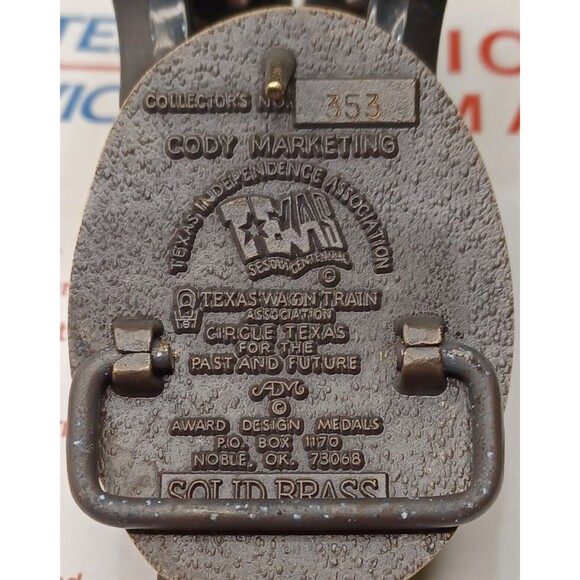 COLLECTORS NO. 353
CODY MARKETING
TEXAS INDEPENDENCE ASSOCIATION
TEXAS
SESQUICENTENNIAL
©
TEXAS WAGON TRAIN
ASSOCIATION
CIRCLE TEXAS
FOR THE
PAST AND FUTURE
ADM
©
AWARD DESIGN MEDALS
P.O. BOX 1170
NOBLE, OK. 73068
SOLID BRASS